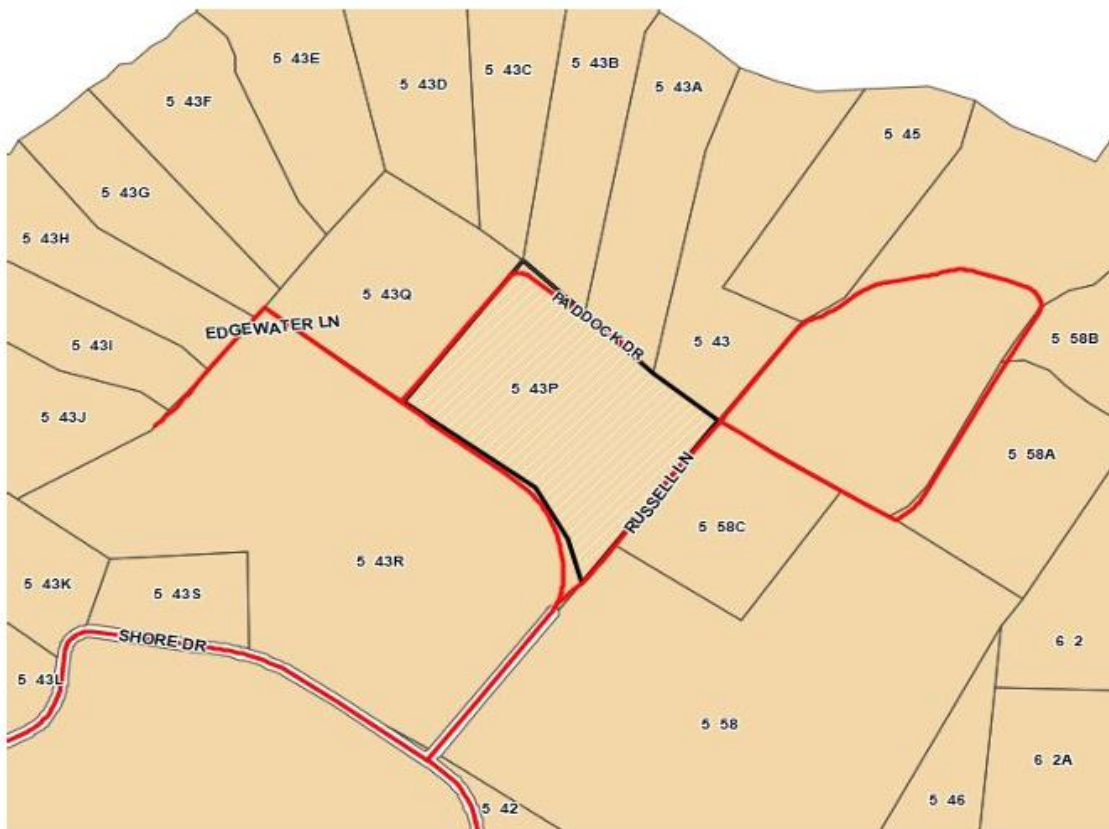 5 43E
5 43D
5 43C
5 43B
5 43A
5 43F
5 45
5 43G
5 43H
5 43Q
EDGEWATER LN
PADDOCK DR
5 43I
5 43
5 58B
5 43P
5 43J
5 58A
RUSSELL LN
5 58C
5 43R
5 43K
5 43S
SHORE DR
6 2
5 43L
5 58
6 2A
5 46
5 42